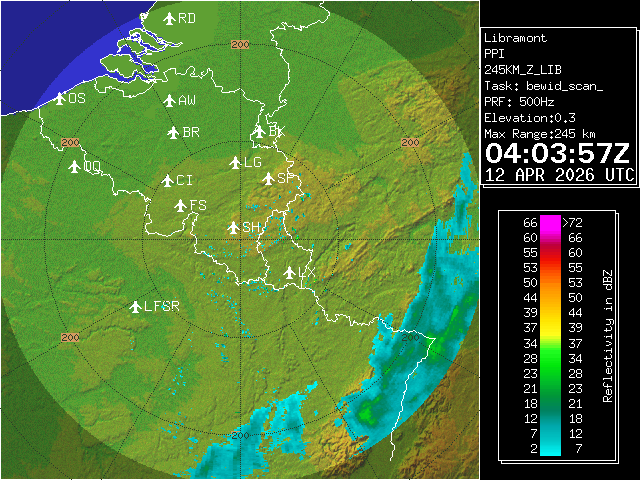 RD
200
OS
AW
BR
BK
200
200
QQ
LG
CI
SP
FS
SH
LX
LFSR
200
200
200
Libramont
PPI
245KM_Z_LIB
Task: bewid_scan_
PRF: 500Hz
Elevation:0.3
Max Range:245 km
04:03:57Z
12 APR 2026 UTC
66 >72
60 66
55 60
53 55
50 53
44 50
39 44
37 39
34 37
28 34
23 28
21 23
18 21
12 18
7 12
2 7
Reflectivity in dBZ